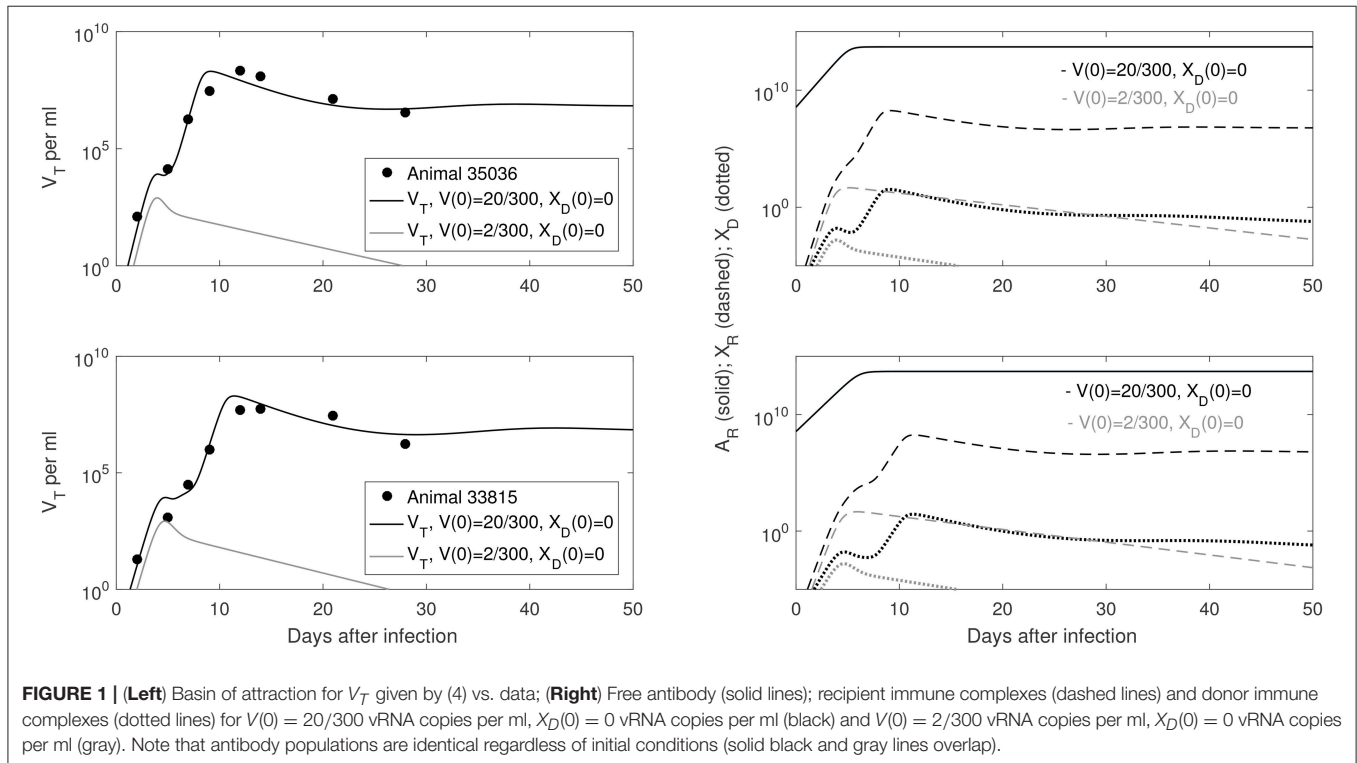 10^10
10^5
10^0
V_T per ml
0 10 20 30 40 50
Animal 35036
V_T, V(0)=20/300, X_D(0)=0
V_T, V(0)=2/300, X_D(0)=0
10^10
10^0
0 10 20 30 40 50
- V(0)=20/300, X_D(0)=0
- V(0)=2/300, X_D(0)=0
A_R (solid); X_R (dashed); X_D (dotted)
10^10
10^5
10^0
V_T per ml
0 10 20 30 40 50
Days after infection
Animal 33815
V_T, V(0)=20/300, X_D(0)=0
V_T, V(0)=2/300, X_D(0)=0
10^10
10^0
0 10 20 30 40 50
Days after infection
- V(0)=20/300, X_D(0)=0
- V(0)=2/300, X_D(0)=0
FIGURE 1 | (Left) Basin of attraction for V_T given by (4) vs. data; (Right) Free antibody (solid lines); recipient immune complexes (dashed lines) and donor immune
complexes (dotted lines) for V(0) = 20/300 vRNA copies per ml, X_D(0) = 0 vRNA copies per ml (black) and V(0) = 2/300 vRNA copies per ml, X_D(0) = 0 vRNA copies
per ml (gray). Note that antibody populations are identical regardless of initial conditions (solid black and gray lines overlap).